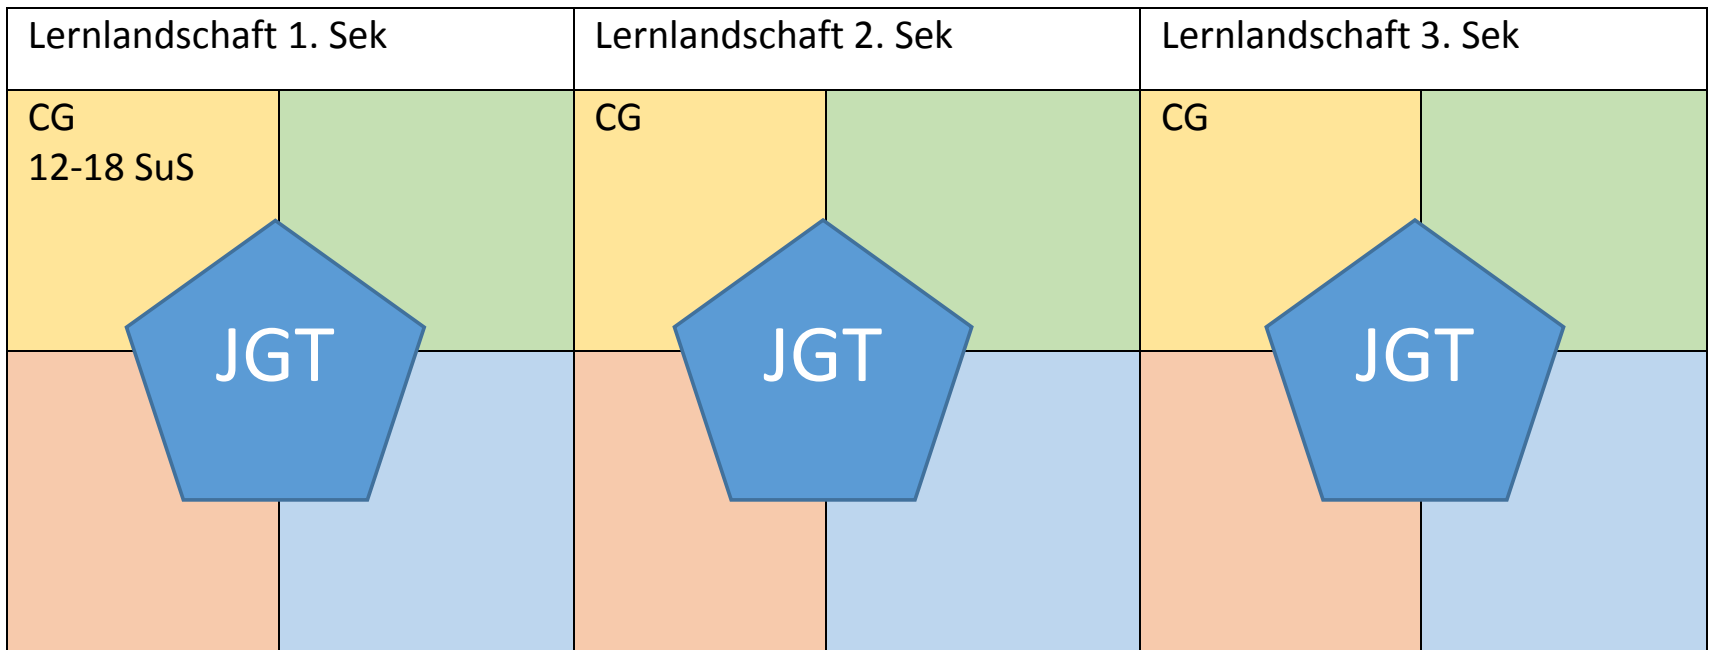 Lernlandschaft 1. Sek
Lernlandschaft 2. Sek
Lernlandschaft 3. Sek
CG
12-18 SuS
CG
CG
JGT
JGT
JGT